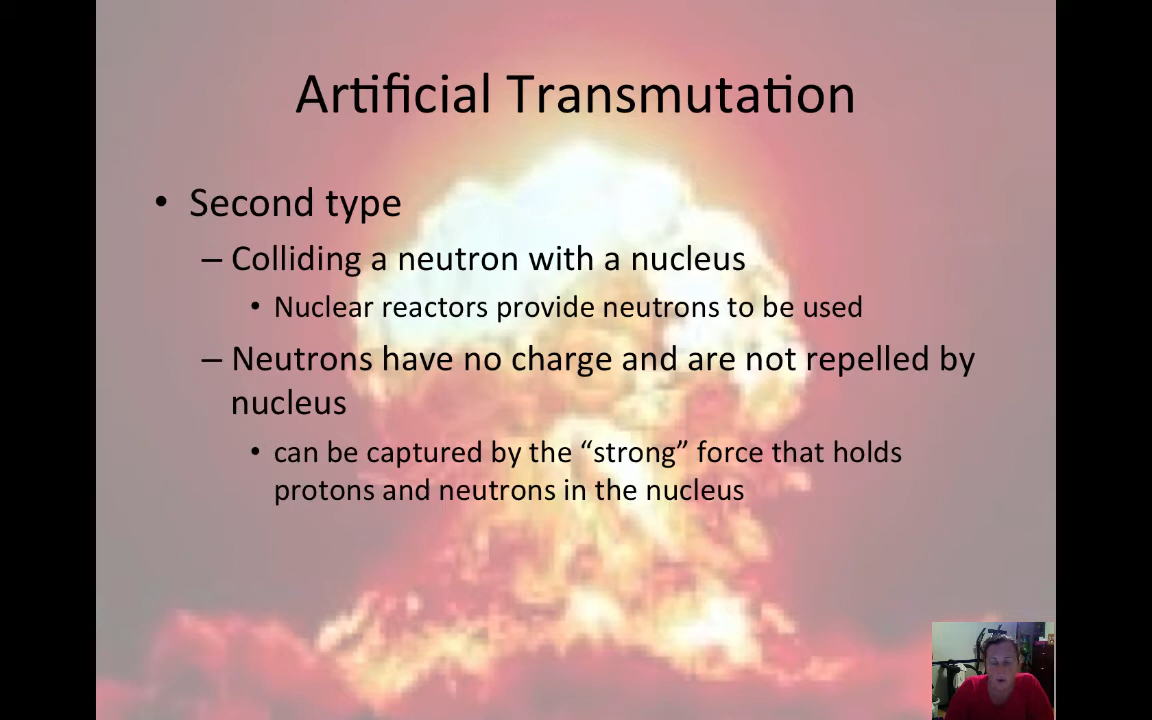 Artificial Transmutation
• Second type
– Colliding a neutron with a nucleus
• Nuclear reactors provide neutrons to be used
– Neutrons have no charge and are not repelled by
nucleus
• can be captured by the “strong” force that holds
protons and neutrons in the nucleus